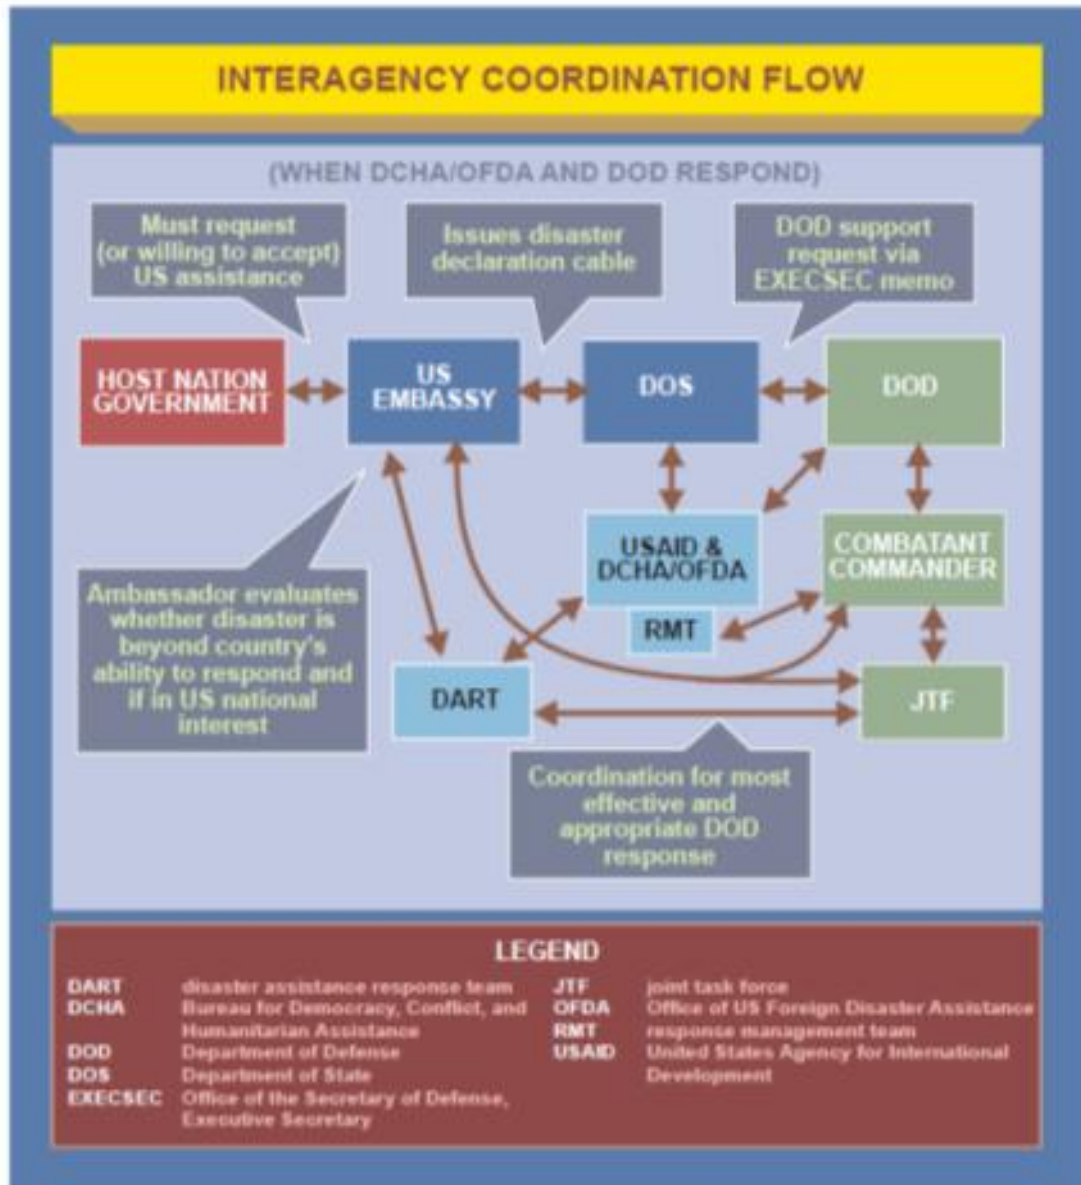 INTERAGENCY COORDINATION FLOW
(WHEN DCHA/OFDA AND DOD RESPOND)
Must request
(or willing to accept)
US assistance
Issues disaster
declaration cable
DOD support
request via
EXECSEC memo
HOST NATION
GOVERNMENT
US
EMBASSY
DOS
DOD
USAID &
DCHA/OFDA
RMT
COMBATANT
COMMANDER
Ambassador evaluates
whether disaster is
beyond country's
ability to respond and
if in US national
interest
DART
JTF
Coordination for most
effective and
appropriate DOD
response
LEGEND
DART disaster assistance response team
DCHA Bureau for Democracy, Conflict, and
Humanitarian Assistance
DOD Department of Defense
DOS Department of State
EXECSEC Office of the Secretary of Defense,
Executive Secretary
JTF joint task force
OFDA Office of US Foreign Disaster Assistance
RMT response management team
USAID United States Agency for International
Development